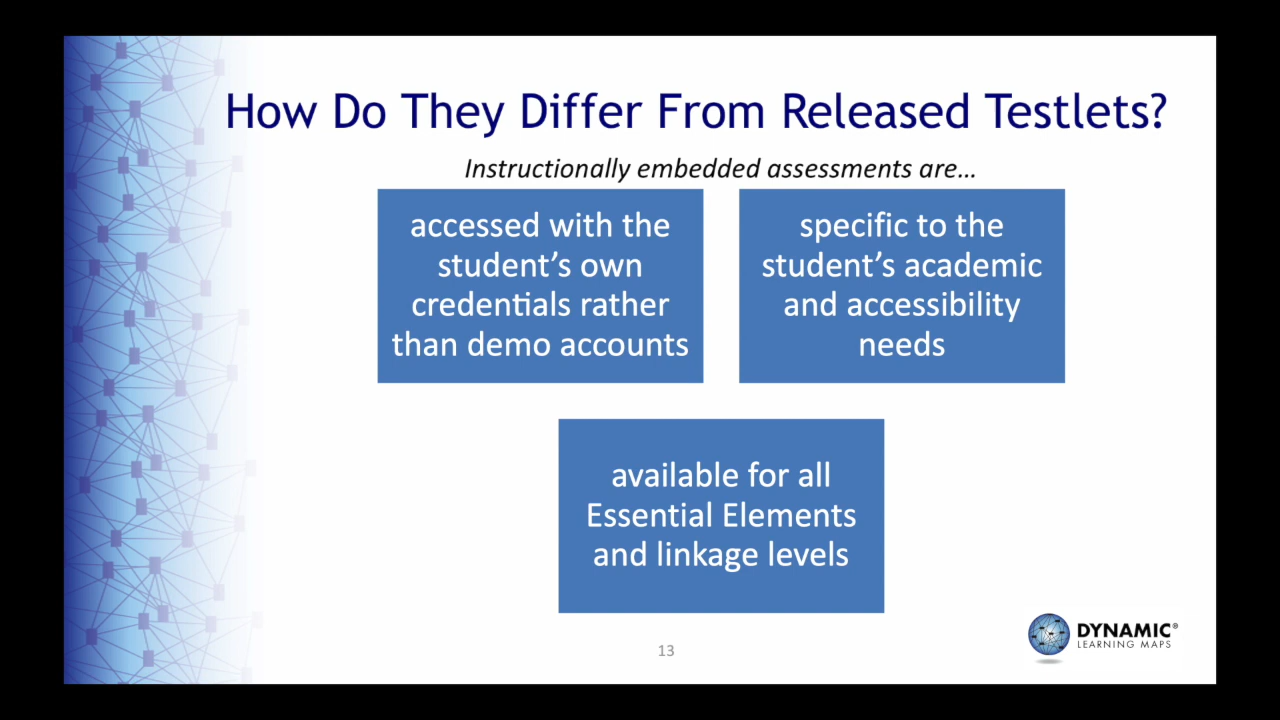 How Do They Differ From Released Testlets?
Instructionally embedded assessments are…
accessed with the
student’s own
credentials rather
than demo accounts
specific to the
student’s academic
and accessibility
needs
available for all
Essential Elements
and linkage levels
13
DYNAMIC®
LEARNING MAPS